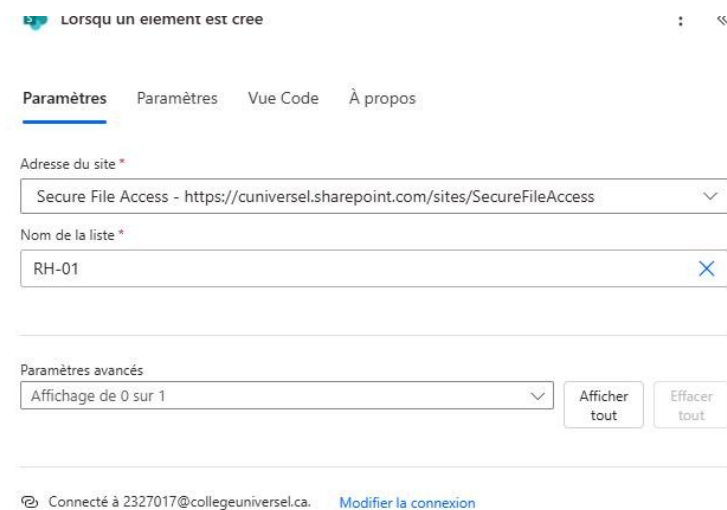 Lorsqu'un élément est créé
Paramètres Paramètres Vue Code À propos
Adresse du site *
Secure File Access - https://cuniversel.sharepoint.com/sites/SecureFileAccess
Nom de la liste *
RH-01
Paramètres avancés
Affichage de 0 sur 1
Afficher tout
Effacer tout
Connecté à 2327017@collegeuniversel.ca. Modifier la connexion